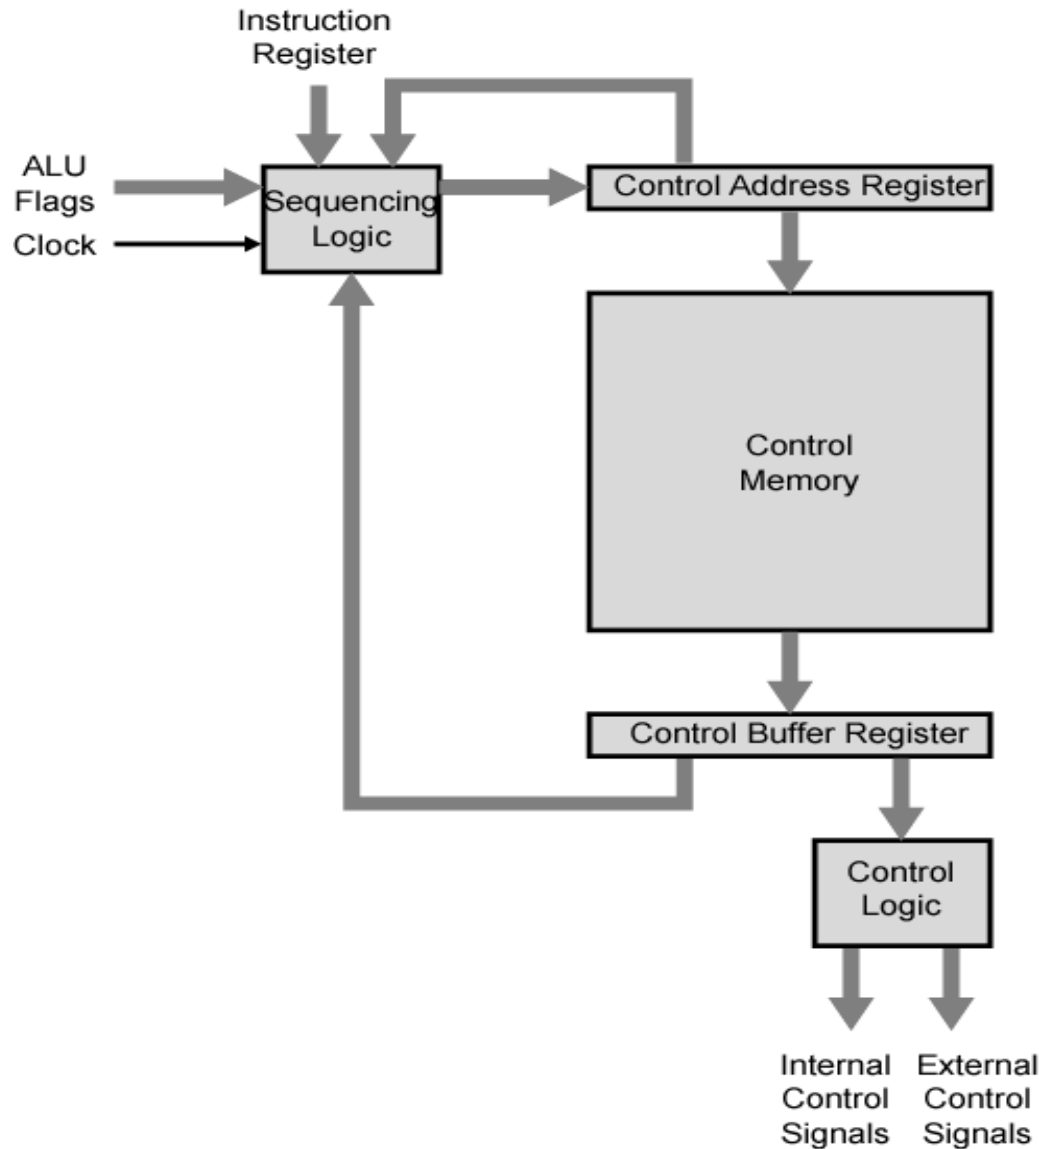 Instruction
Register
ALU
Flags
Clock
Sequencing
Logic
Control Address Register
Control
Memory
Control Buffer Register
Control
Logic
Internal
Control
Signals
External
Control
Signals